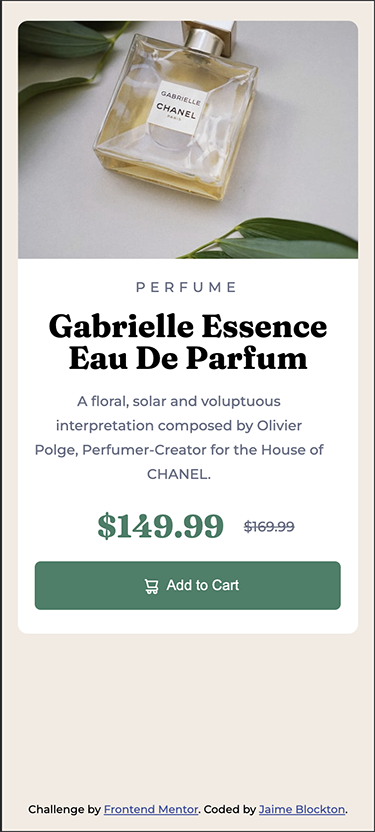 GABRIELLE
CHANEL
PARIS
PERFUME
Gabrielle Essence
Eau De Parfum
A floral, solar and voluptuous
interpretation composed by Olivier
Polge, Perfumer-Creator for the House of
CHANEL.
$149.99 $169.99
Add to Cart
Challenge by Frontend Mentor. Coded by Jaime Blockton.